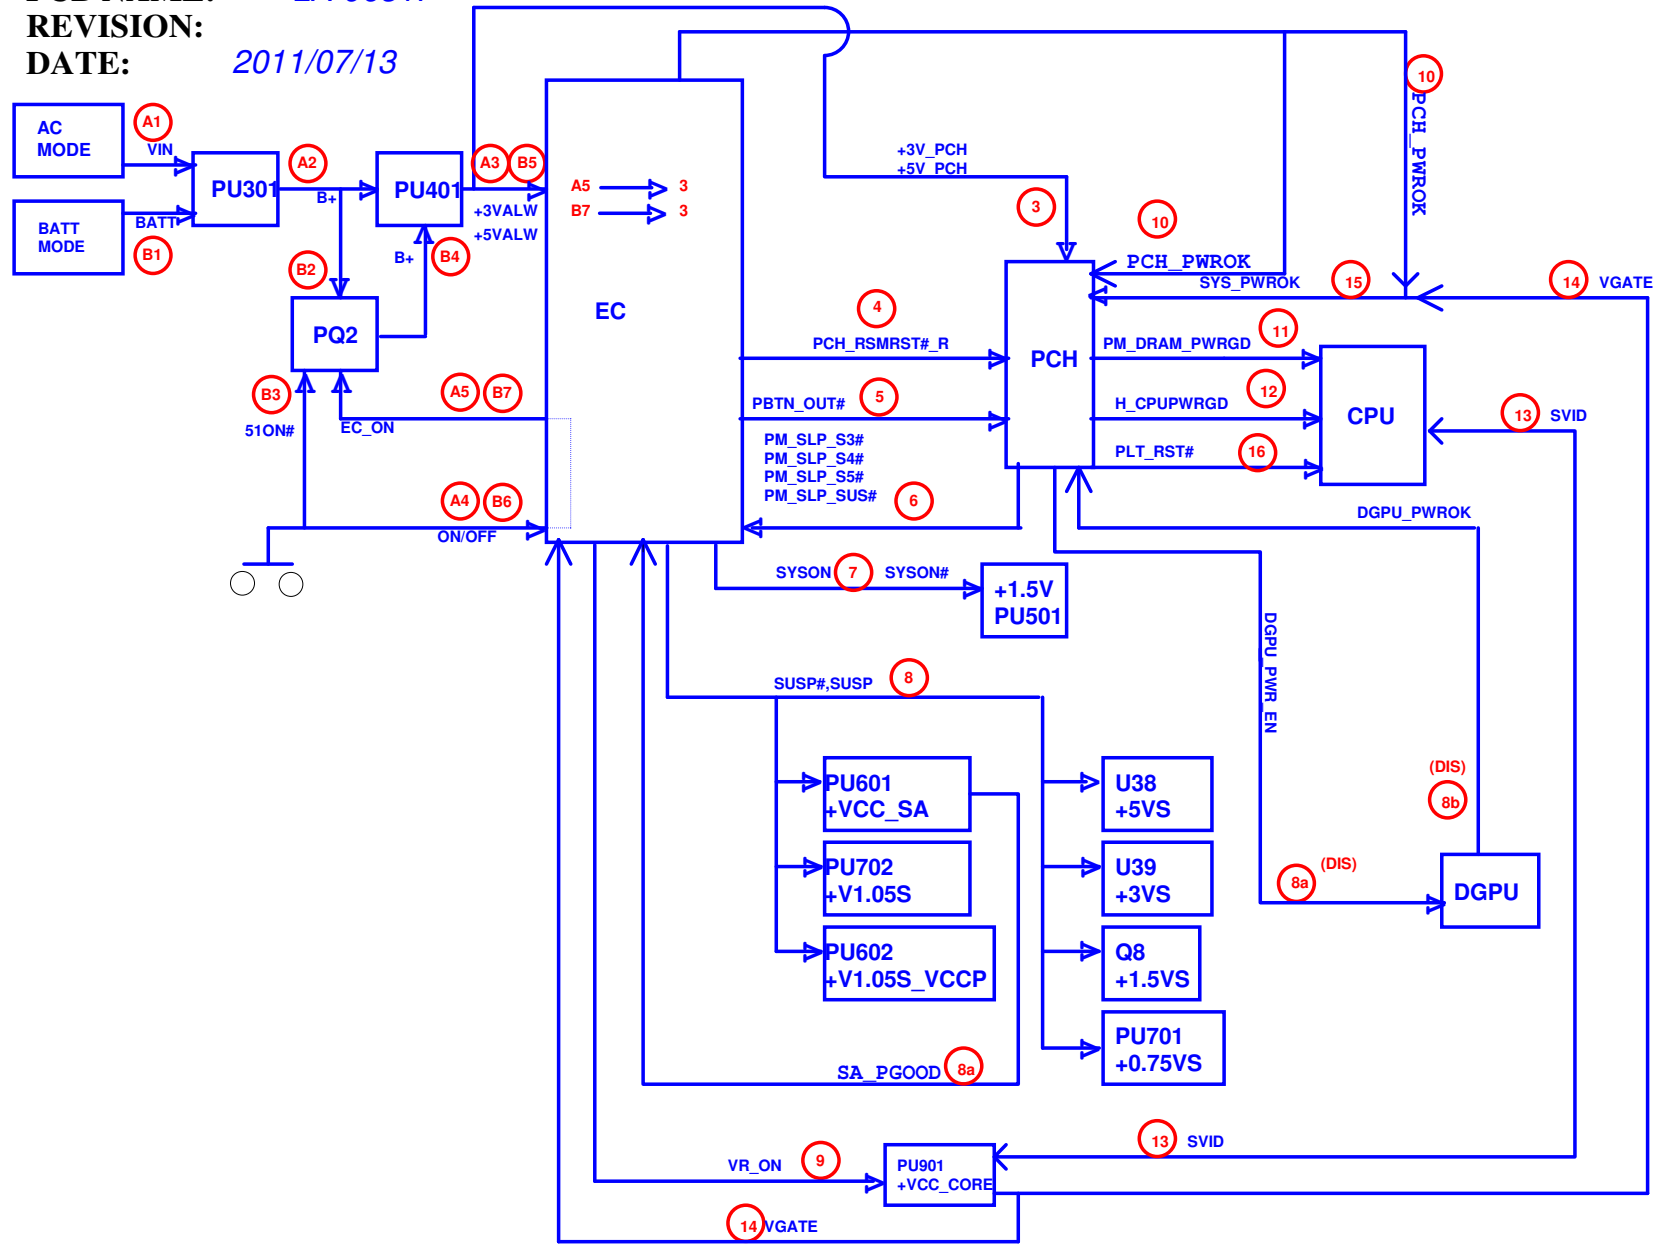 REVISION:
DATE: 2011/07/13
AC
MODE
A1
VIN
BATT
MODE
BATT
B1
PU301
A2
B+
PU401
A3 B5
+3VALW
+5VALW
B2
B+
B4
PQ2
B3
51ON#
A5 B7
EC_ON
A4 B6
ON/OFF
A5 3
B7 3
EC
+3V_PCH
+5V_PCH
3
10
PCH_PWROK
10
PCH_PWROK
SYS_PWROK
15
14
VGATE
4
PCH_RSMRST#_R
PCH
11
PM_DRAM_PWRGD
PBTN_OUT#
5
12
H_CPUPWRGD
CPU
13
SVID
PM_SLP_S3#
PM_SLP_S4#
PM_SLP_S5#
PM_SLP_SUS#
6
PLT_RST#
16
DGPU_PWROK
SYSON
7
SYSON#
+1.5V
PU501
DGPU_PWR_EN
SUSP#,SUSP
8
PU601
+VCC_SA
PU702
+V1.05S
PU602
+V1.05S_VCCP
U38
+5VS
U39
+3VS
Q8
+1.5VS
PU701
+0.75VS
(DIS)
8b
(DIS)
8a
DGPU
SA_PGOOD
8a
13
SVID
VR_ON
9
PU901
+VCC_CORE
14
VGATE